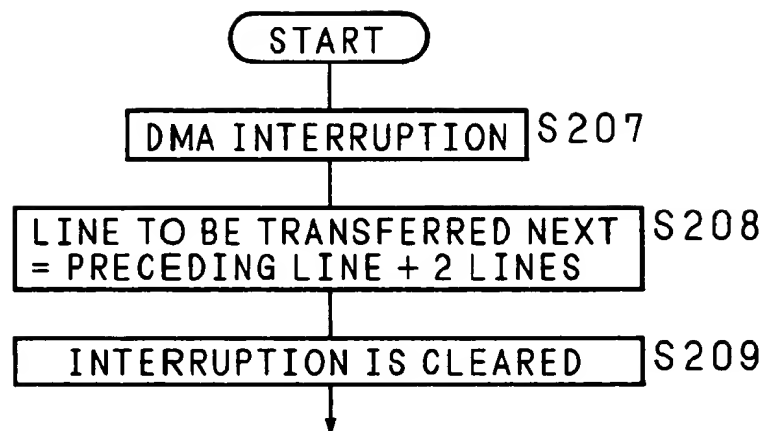 START
DMA INTERRUPTION S207
LINE TO BE TRANSFERRED NEXT S208
= PRECEDING LINE + 2 LINES
INTERRUPTION IS CLEARED S209